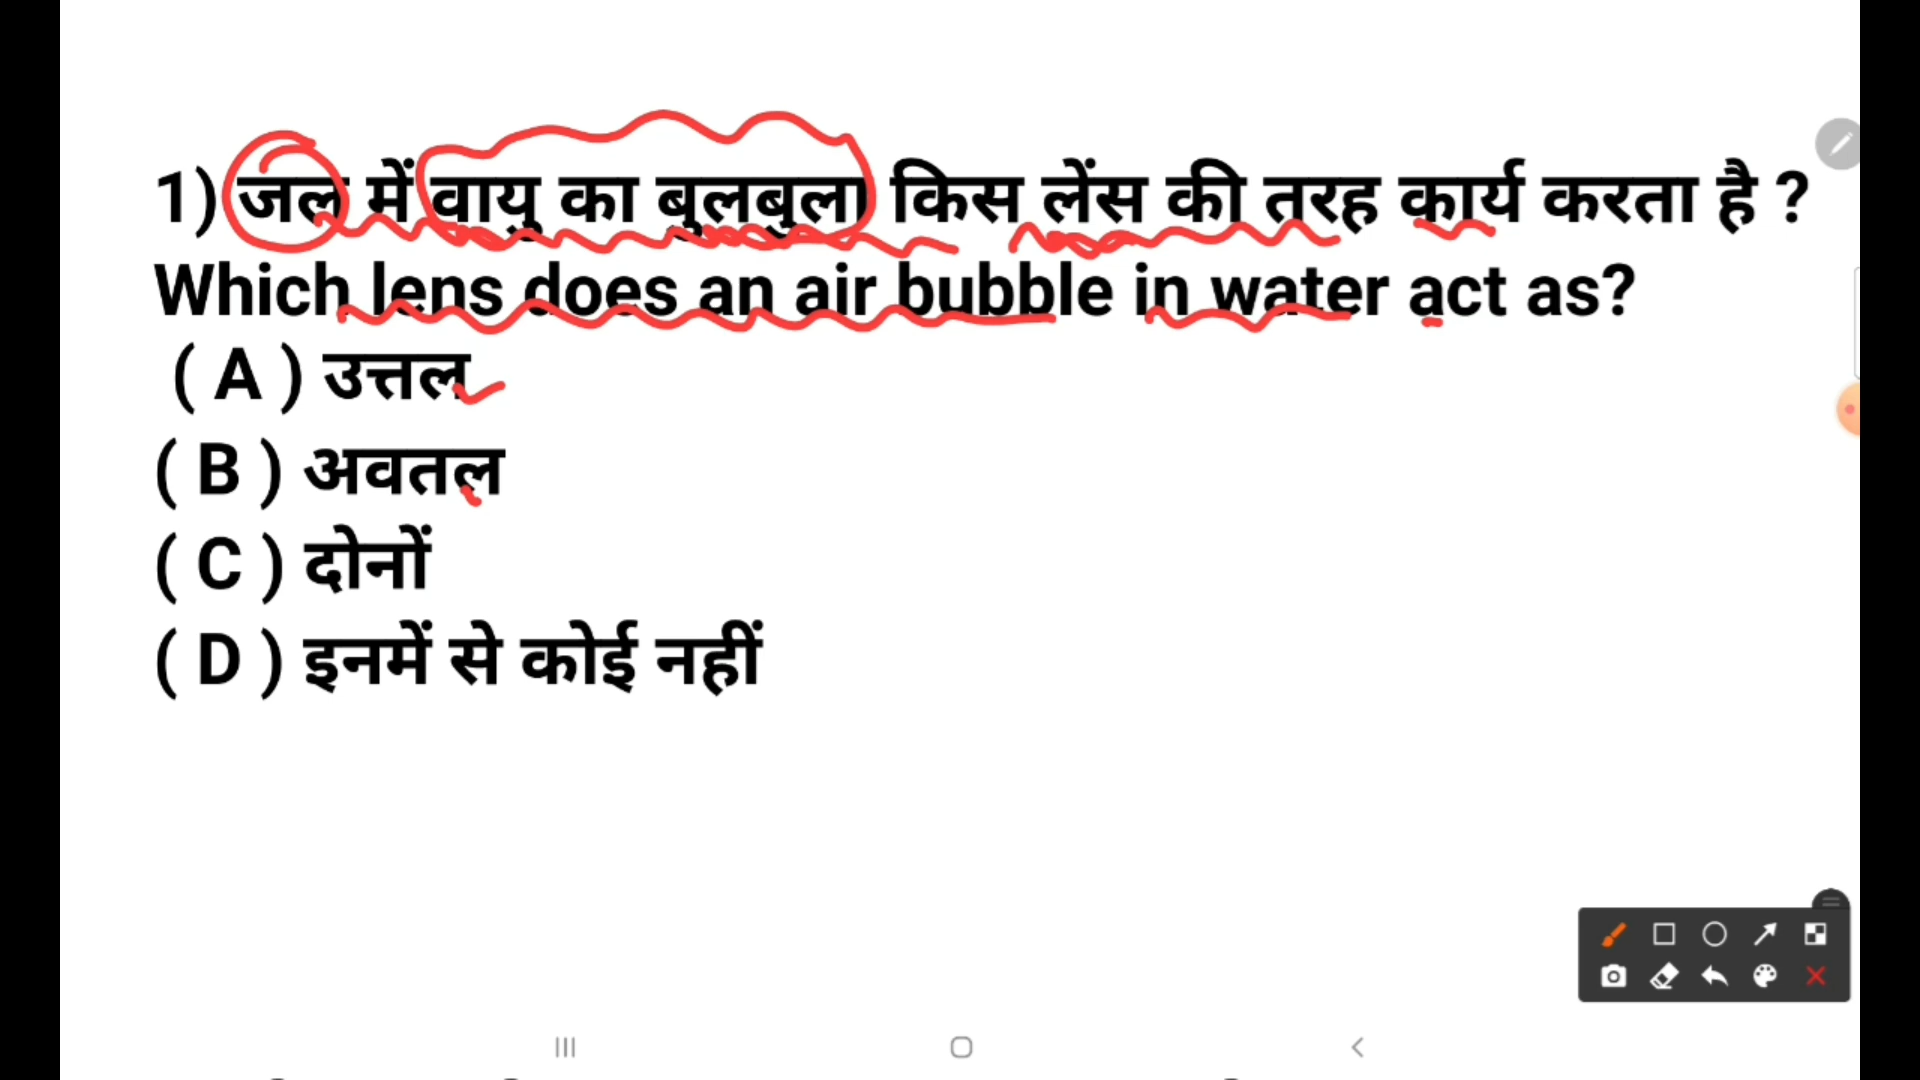 1) जल में वायु का बुलबुला किस लेंस की तरह कार्य करता है ?
Which lens does an air bubble in water act as?
( A ) उत्तल
( B ) अवतल
( C ) दोनों
( D ) इनमें से कोई नहीं